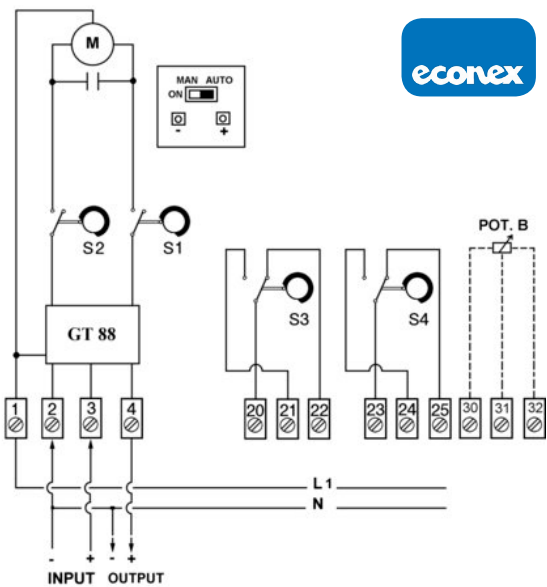 M
econex
MAN AUTO
ON
- +
S2 S1
POT. B
S3 S4
GT 88
1 2 3 4 20 21 22 23 24 25 30 31 32
L1
N
- + - +
INPUT OUTPUT